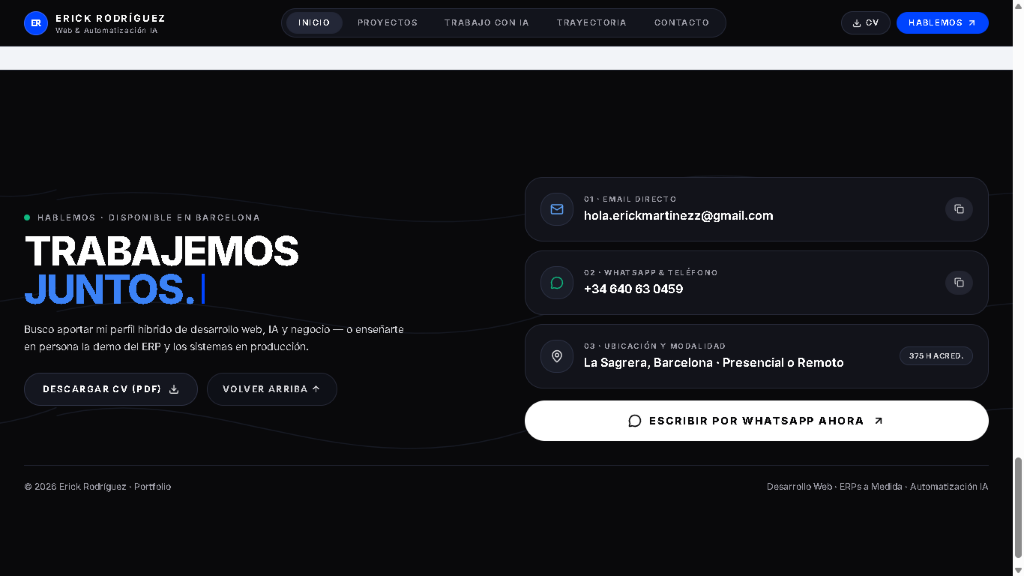 ER
ERICK RODRÍGUEZ
Web & Automatización IA
INICIO
PROYECTOS
TRABAJO CON IA
TRAYECTORIA
CONTACTO
CV
HABLEMOS
HABLEMOS · DISPONIBLE EN BARCELONA
TRABAJEMOS
JUNTOS.
Busco aportar mi perfil híbrido de desarrollo web, IA y negocio — o enseñarte
en persona la demo del ERP y los sistemas en producción.
DESCARGAR CV (PDF)
VOLVER ARRIBA ↑
01 · EMAIL DIRECTO
hola.erickmartinezz@gmail.com
02 · WHATSAPP & TELÉFONO
+34 640 63 0459
03 · UBICACIÓN Y MODALIDAD
La Sagrera, Barcelona · Presencial o Remoto
375 H ACRED.
ESCRIBIR POR WHATSAPP AHORA
© 2026 Erick Rodríguez · Portfolio
Desarrollo Web · ERPs a Medida · Automatización IA